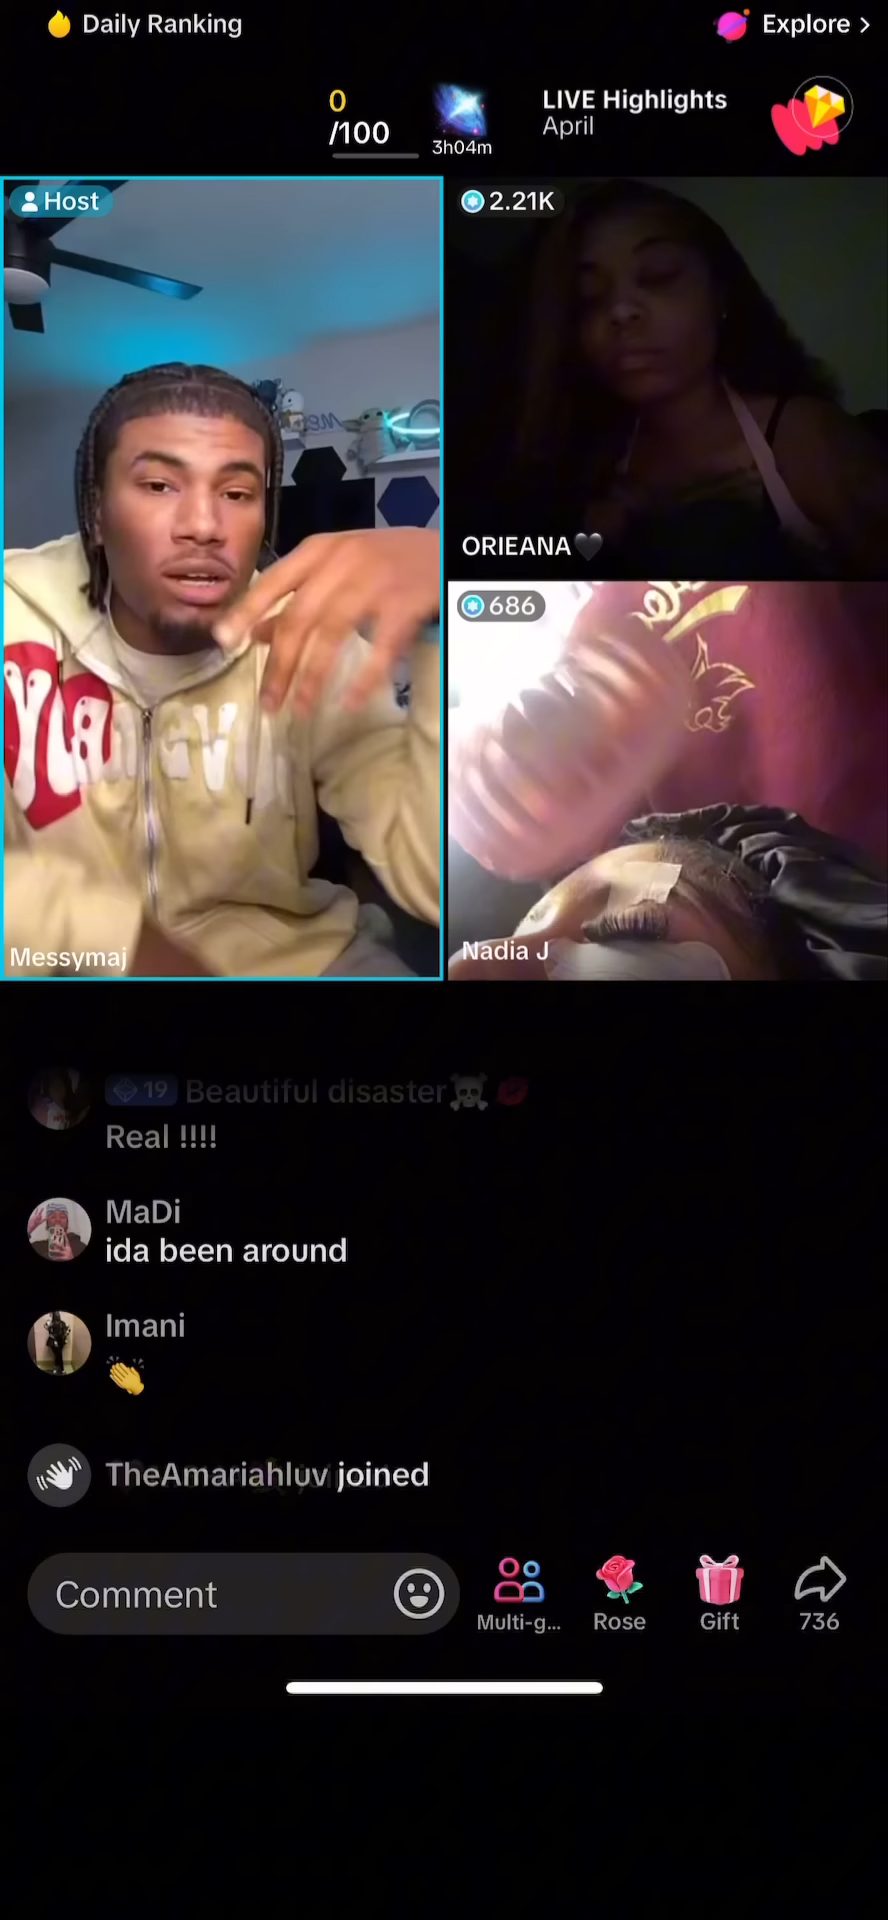 Daily Ranking
Explore >
0
/100
3h04m
LIVE Highlights
April
Host
2.21K
ORIEANA🖤
686
Messymaj
Nadia J
19 Beautiful disaster☠️💋
Real !!!!
MaDi
ida been around
Imani
👏
TheAmariahluv joined
Comment
Multi-g...
Rose
Gift
736